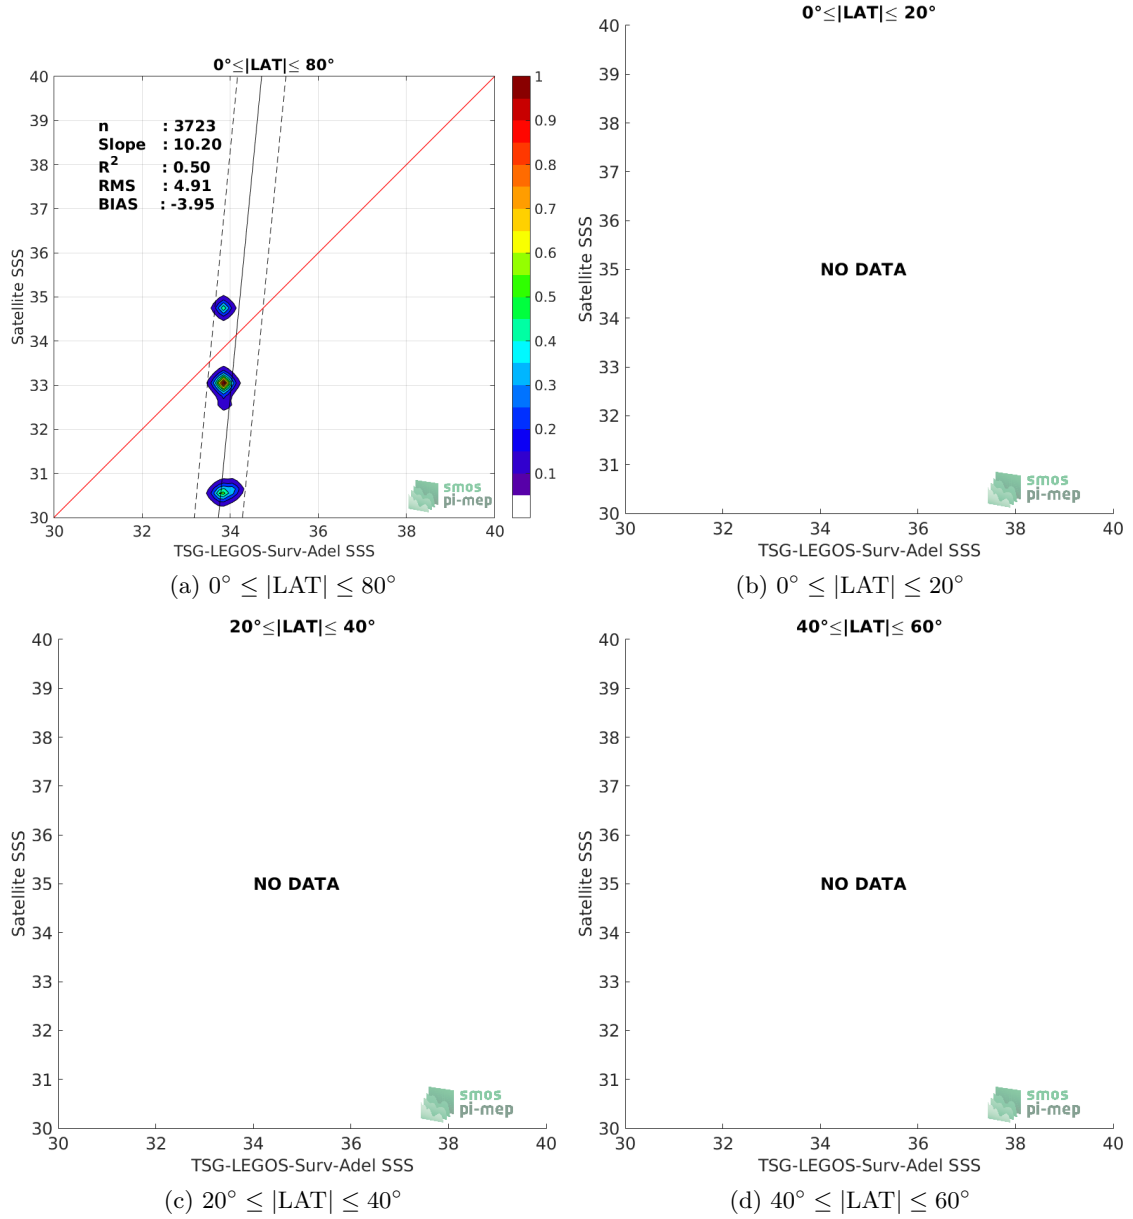 0°≤|LAT|≤ 80°
40
39
38
37
36
35
34
33
32
31
30
n : 3723
Slope : 10.20
R2 : 0.50
RMS : 4.91
BIAS : -3.95
Satellite SSS
smos
pi-mep
30 32 34 36 38 40
TSG-LEGOS-Surv-Adel SSS
1
0.9
0.8
0.7
0.6
0.5
0.4
0.3
0.2
0.1
(a) 0° ≤ |LAT| ≤ 80°
0°≤|LAT|≤ 20°
40
39
38
37
36
35
34
33
32
31
30
Satellite SSS
NO DATA
smos
pi-mep
30 32 34 36 38 40
TSG-LEGOS-Surv-Adel SSS
(b) 0° ≤ |LAT| ≤ 20°
20°≤|LAT|≤ 40°
40
39
38
37
36
35
34
33
32
31
30
Satellite SSS
NO DATA
smos
pi-mep
30 32 34 36 38 40
TSG-LEGOS-Surv-Adel SSS
(c) 20° ≤ |LAT| ≤ 40°
40°≤|LAT|≤ 60°
40
39
38
37
36
35
34
33
32
31
30
Satellite SSS
NO DATA
smos
pi-mep
30 32 34 36 38 40
TSG-LEGOS-Surv-Adel SSS
(d) 40° ≤ |LAT| ≤ 60°